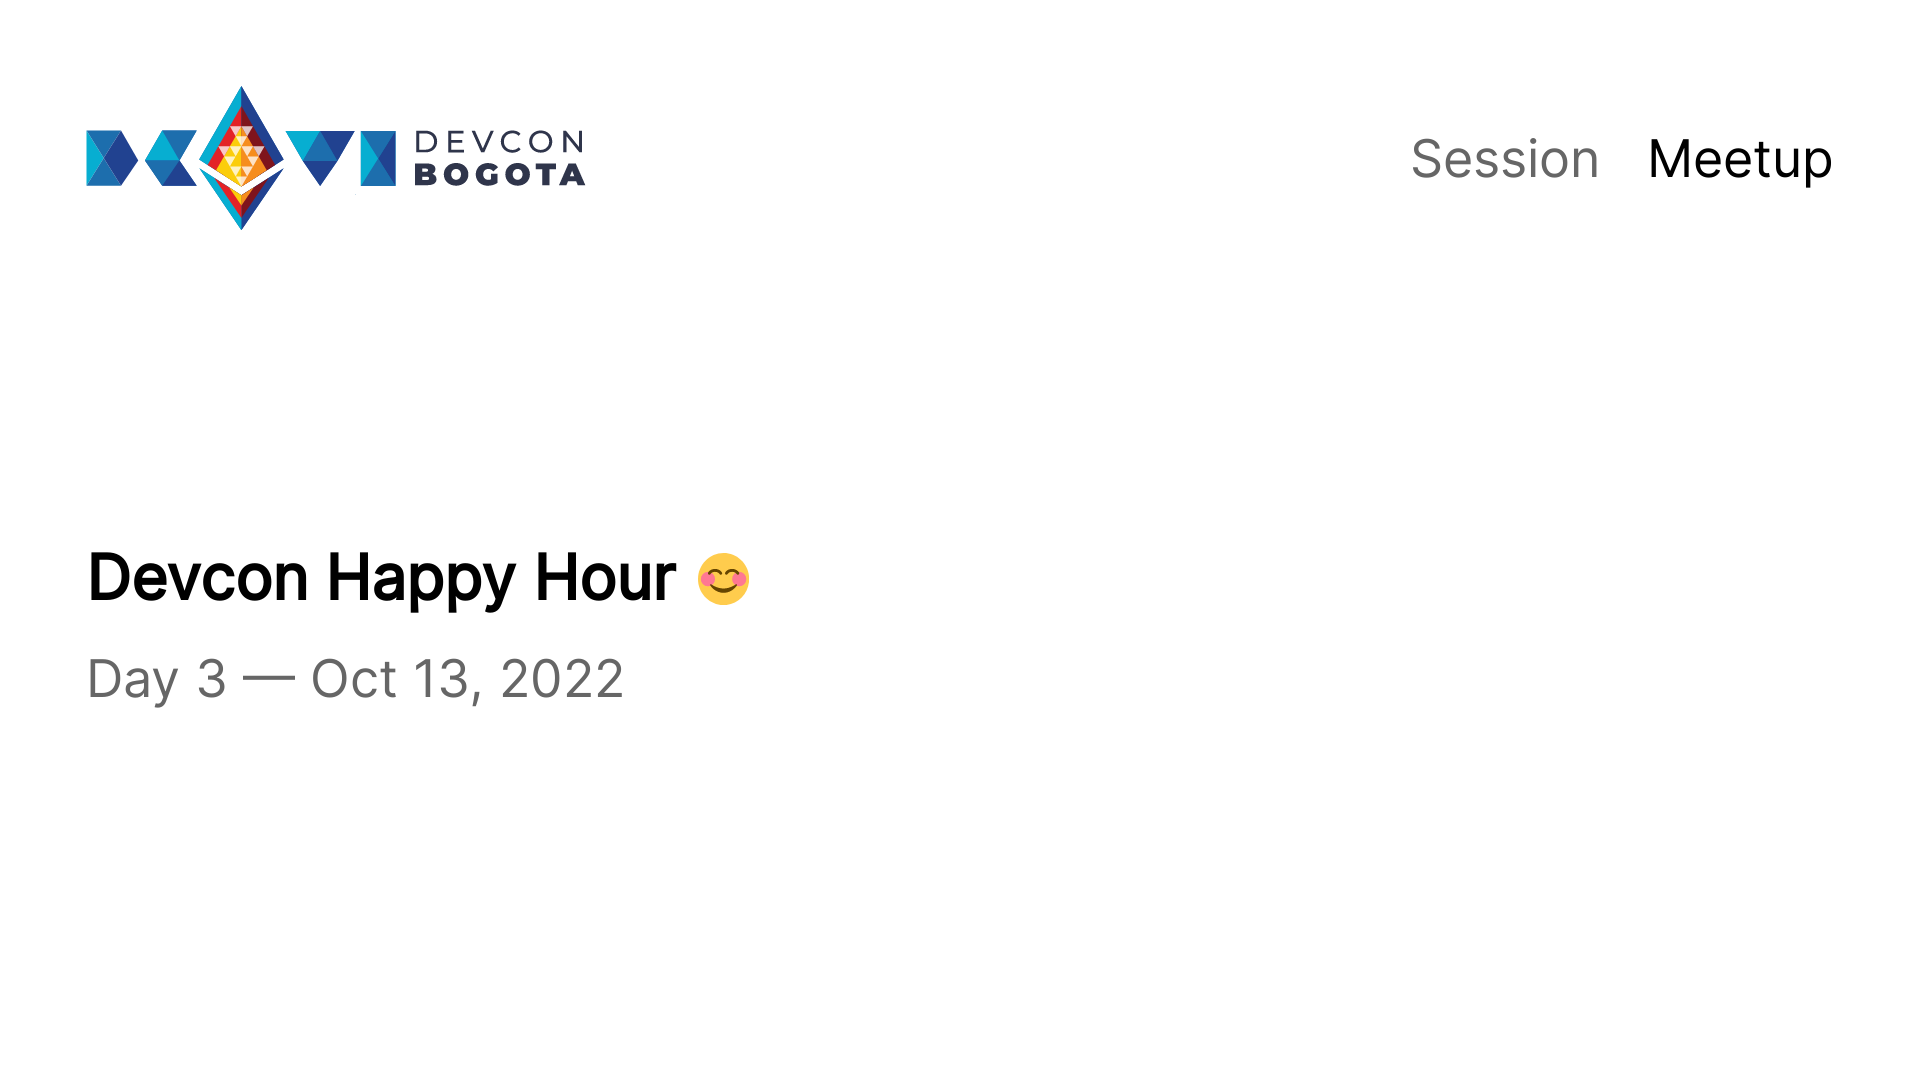 DEVCON
BOGOTA
Session Meetup
Devcon Happy Hour 😊
Day 3 — Oct 13, 2022